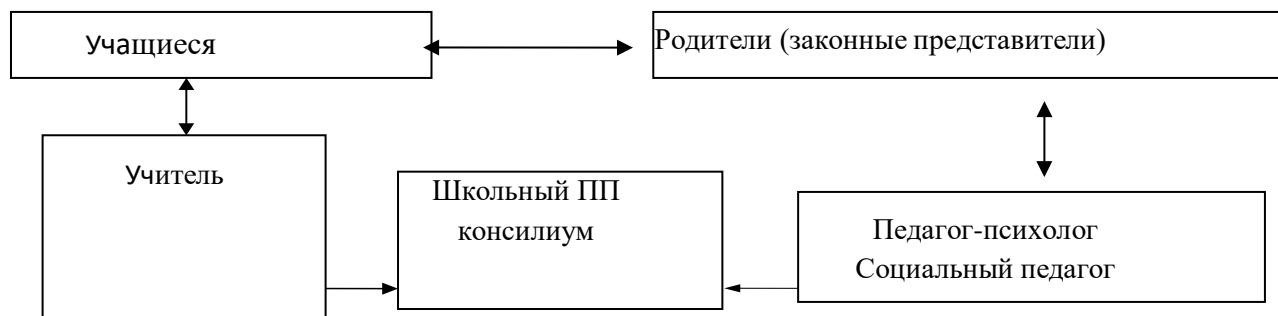 Учащиеся
Родители (законные представители)
Учитель
Школьный ПП
консилиум
Педагог-психолог
Социальный педагог